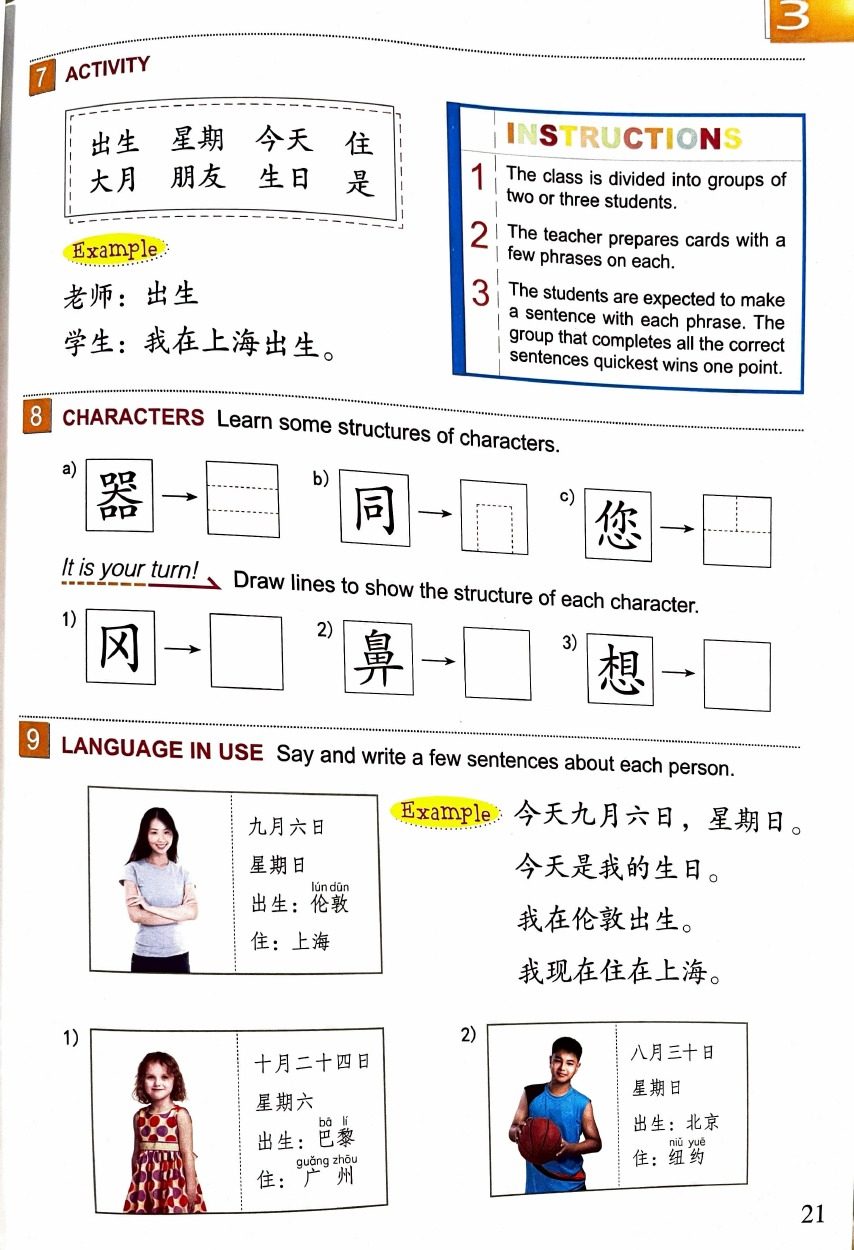 3
7 ACTIVITY
出生 星期 今天 住
大月 朋友 生日 是
Example
老师：出生
学生：我在上海出生。
INSTRUCTIONS
1 The class is divided into groups of
two or three students.
2 The teacher prepares cards with a
few phrases on each.
3 The students are expected to make
a sentence with each phrase. The
group that completes all the correct
sentences quickest wins one point.
8 CHARACTERS Learn some structures of characters.
a) 器 → b) 同 → c) 您 →
It is your turn! Draw lines to show the structure of each character.
1) 冈 → 2) 鼻 → 3) 想 →
9 LANGUAGE IN USE Say and write a few sentences about each person.
九月六日
星期日
lún dūn
出生：伦敦
住：上海
Example 今天九月六日，星期日。
今天是我的生日。
我在伦敦出生。
我现在住在上海。
1)
十月二十四日
星期六
bā lí
出生：巴黎
guǎng zhōu
住：广州
2)
八月三十日
星期日
出生：北京
niǔ yuē
住：纽约
21